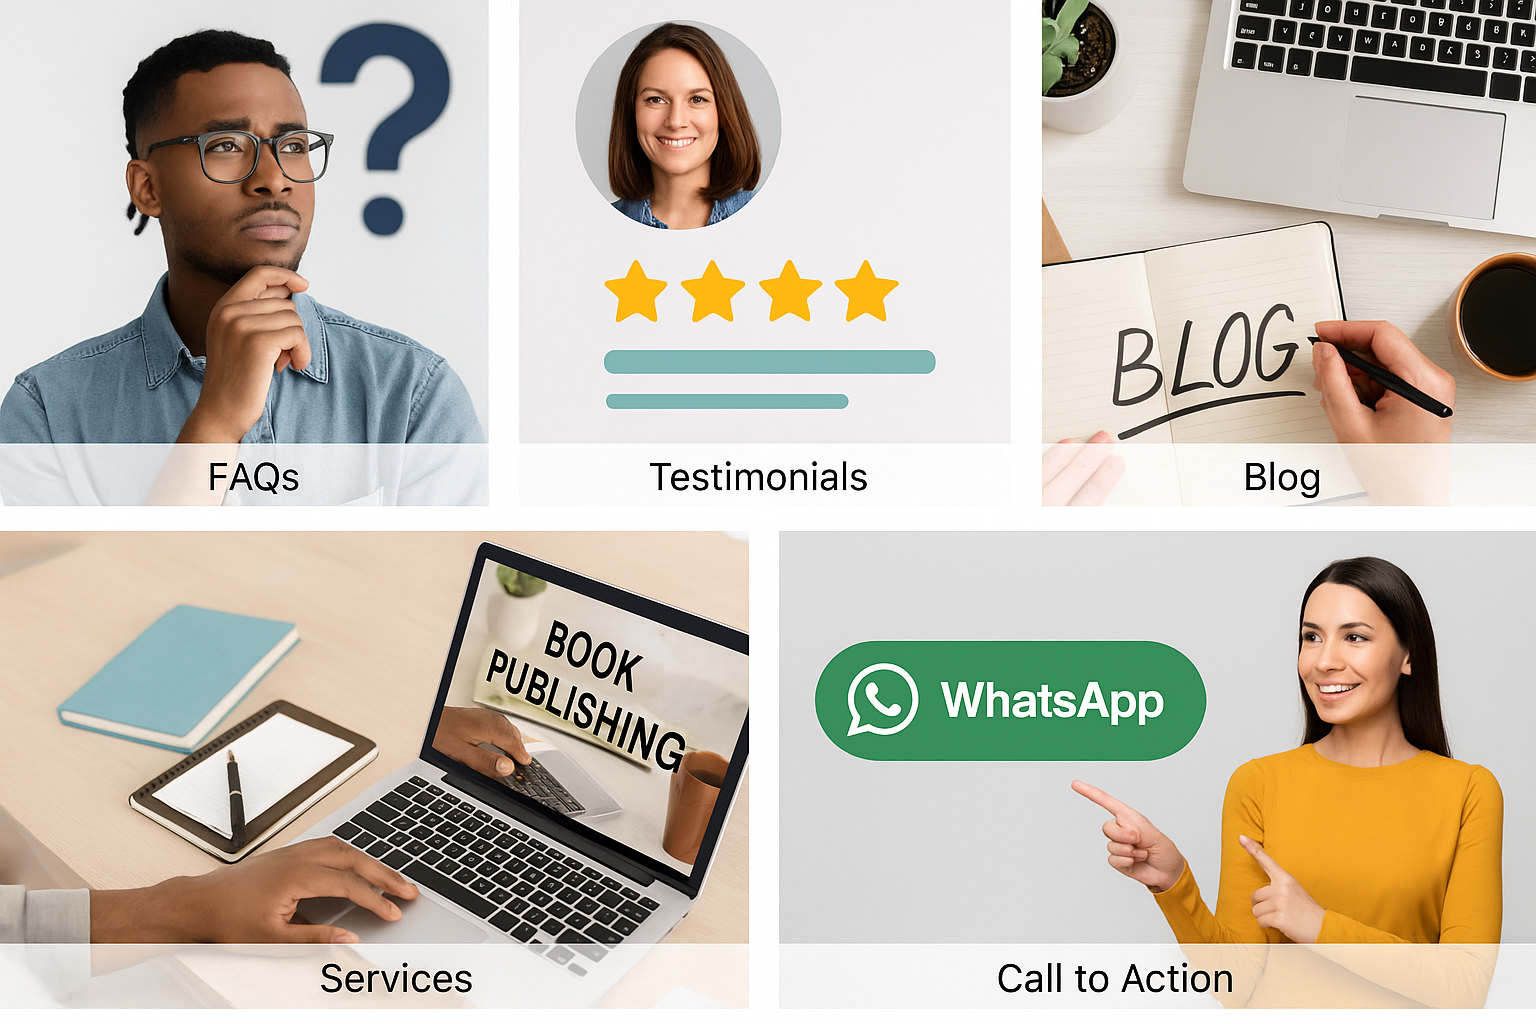 ?
FAQs
Testimonials
BLOG
Blog
BOOK
PUBLISHING
Services
WhatsApp
Call to Action